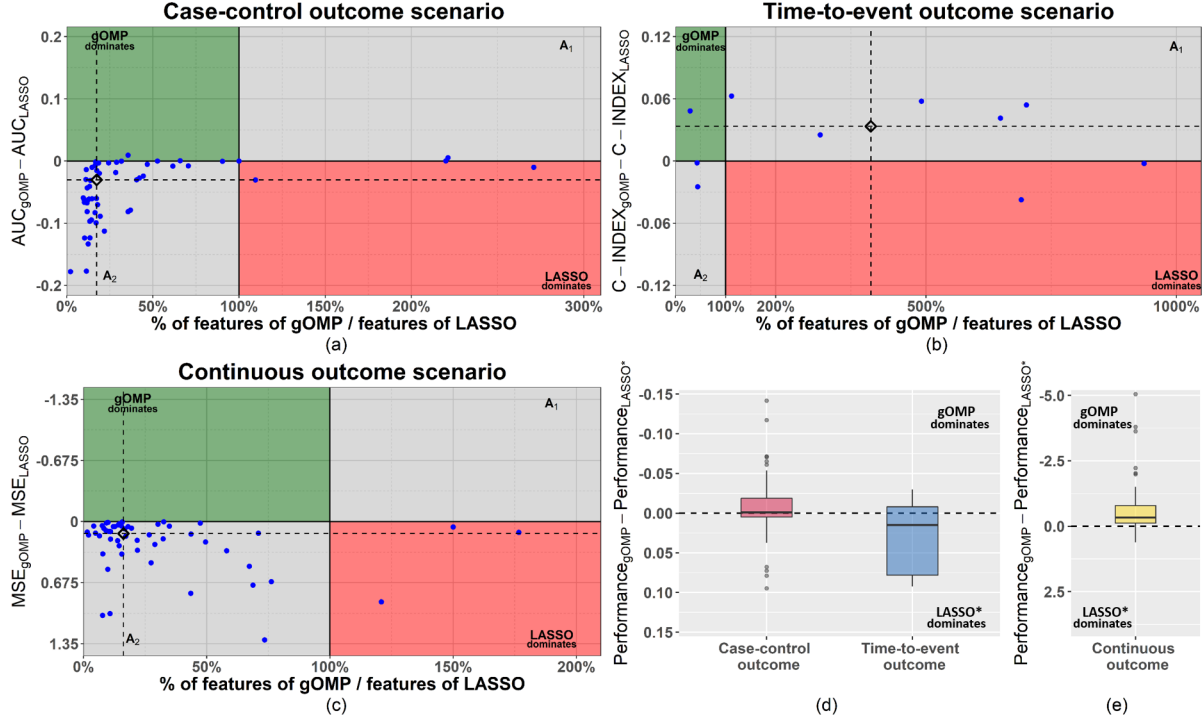 Case-control outcome scenario
0.2
0.1
0
-0.1
-0.2
AUCgOMP − AUCLASSO
gOMP
dominates
A1
A2
LASSO
dominates
0%
50%
100%
200%
300%
% of features of gOMP / features of LASSO
(a)
Time-to-event outcome scenario
0.12
0.06
0
-0.06
-0.12
C−INDEXgOMP − C−INDEXLASSO
gOMP
dominates
A1
A2
LASSO
dominates
0%
100%
200%
500%
1000%
% of features of gOMP / features of LASSO
(b)
Continuous outcome scenario
-1.35
-0.675
0
0.675
1.35
MSEgOMP − MSELASSO
gOMP
dominates
A1
A2
LASSO
dominates
0%
50%
100%
150%
200%
% of features of gOMP / features of LASSO
(c)
PerformancegOMP − PerformanceLASSO*
-0.15
-0.10
-0.05
0.00
0.05
0.10
0.15
gOMP
dominates
LASSO*
dominates
Case-control
outcome
Time-to-event
outcome
(d)
PerformancegOMP − PerformanceLASSO*
-5.0
-2.5
0.0
2.5
gOMP
dominates
LASSO*
dominates
Continuous
outcome
(e)